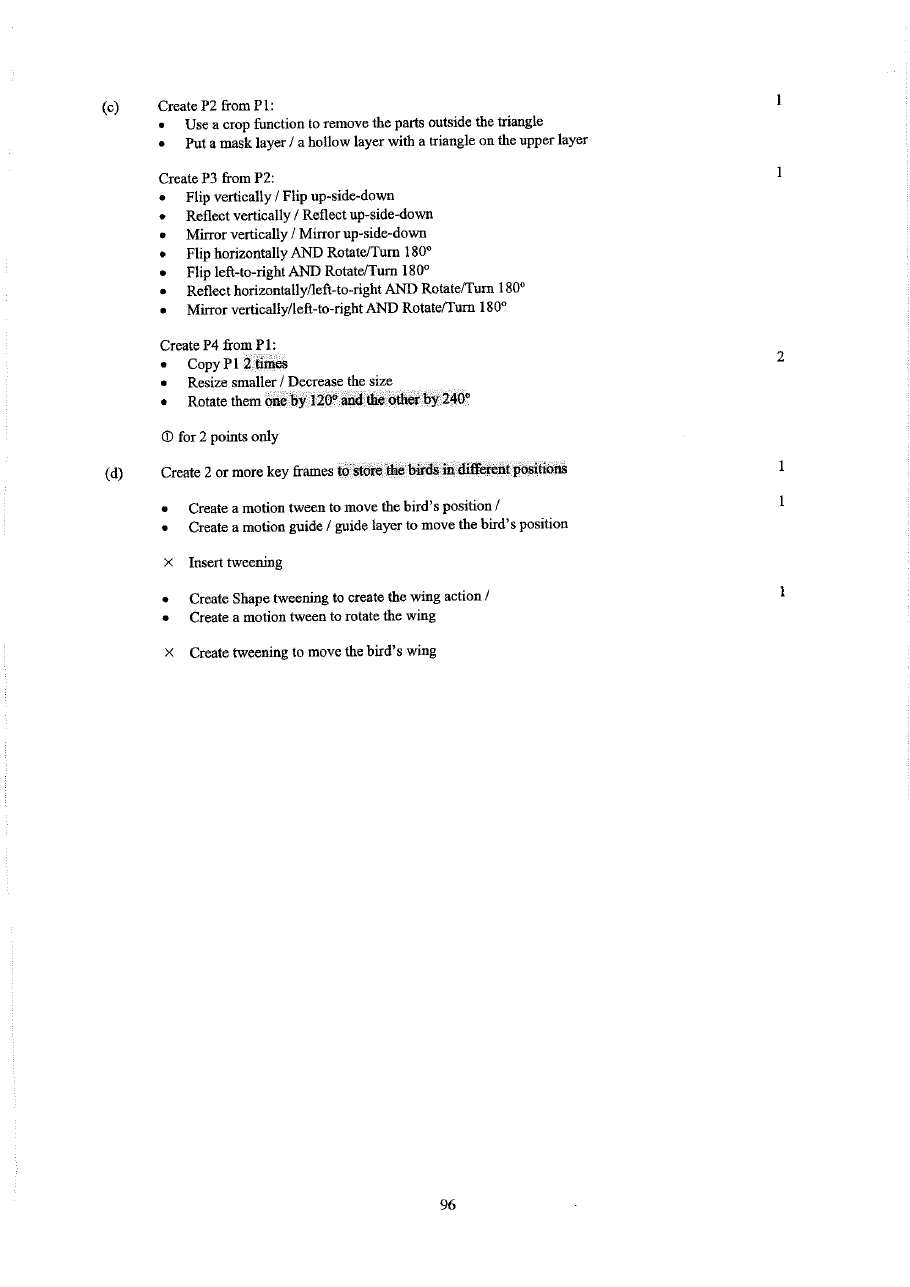 (c) Create P2 from P1: 1
• Use a crop function to remove the parts outside the triangle
• Put a mask layer / a hollow layer with a triangle on the upper layer
Create P3 from P2: 1
• Flip vertically / Flip up-side-down
• Reflect vertically / Reflect up-side-down
• Mirror vertically / Mirror up-side-down
• Flip horizontally AND Rotate/Turn 180°
• Flip left-to-right AND Rotate/Turn 180°
• Reflect horizontally/left-to-right AND Rotate/Turn 180°
• Mirror vertically/left-to-right AND Rotate/Turn 180°
Create P4 from P1: 2
• Copy P1 2 times
• Resize smaller / Decrease the size
• Rotate them one by 120° and the other by 240°
① for 2 points only
(d) Create 2 or more key frames to store the birds in different positions 1
• Create a motion tween to move the bird's position / 1
• Create a motion guide / guide layer to move the bird's position
× Insert tweening
• Create Shape tweening to create the wing action / 1
• Create a motion tween to rotate the wing
× Create tweening to move the bird's wing
96